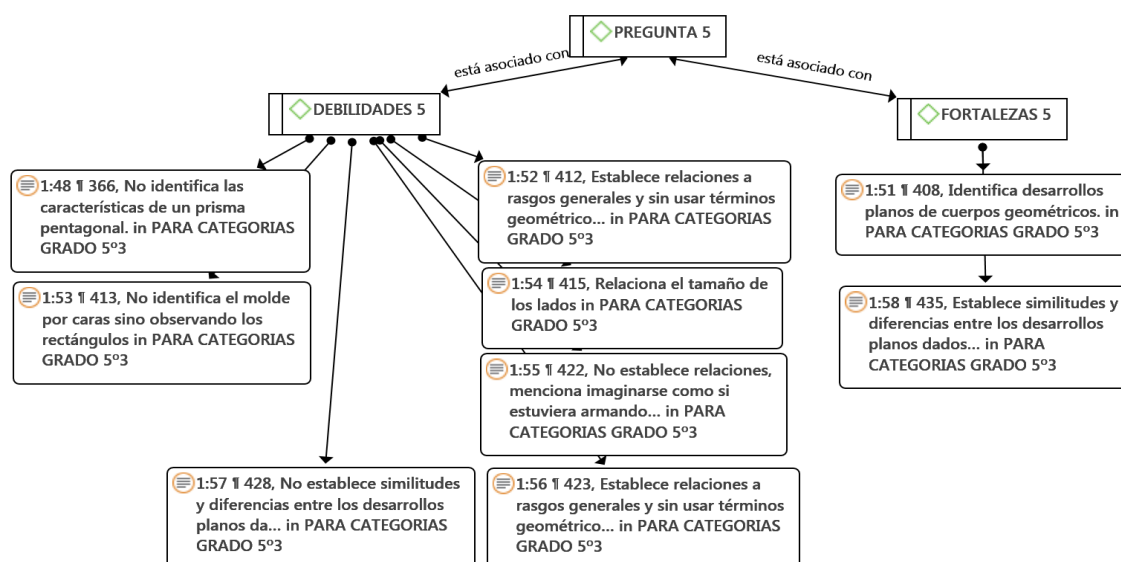 PREGUNTA 5
está asociado con
está asociado con
DEBILIDADES 5
FORTALEZAS 5
1:48 ¶ 366, No identifica las
características de un prisma
pentagonal. in PARA CATEGORIAS
GRADO 5º3
1:52 ¶ 412, Establece relaciones a
rasgos generales y sin usar términos
geométrico... in PARA CATEGORIAS
GRADO 5º3
1:51 ¶ 408, Identifica desarrollos
planos de cuerpos geométricos. in
PARA CATEGORIAS GRADO 5º3
1:53 ¶ 413, No identifica el molde
por caras sino observando los
rectángulos in PARA CATEGORIAS
GRADO 5º3
1:54 ¶ 415, Relaciona el tamaño de
los lados in PARA CATEGORIAS
GRADO 5º3
1:58 ¶ 435, Establece similitudes y
diferencias entre los desarrollos
planos dados... in PARA
CATEGORIAS GRADO 5º3
1:55 ¶ 422, No establece relaciones,
menciona imaginarse como si
estuviera armando... in PARA
CATEGORIAS GRADO 5º3
1:57 ¶ 428, No establece similitudes
y diferencias entre los desarrollos
planos da... in PARA CATEGORIAS
GRADO 5º3
1:56 ¶ 423, Establece relaciones a
rasgos generales y sin usar términos
geométrico... in PARA CATEGORIAS
GRADO 5º3